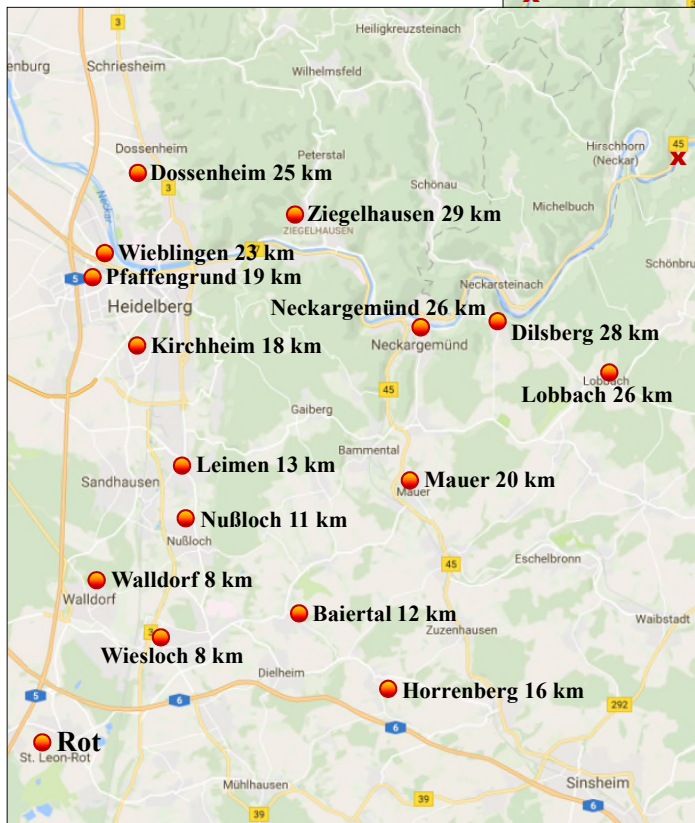 3
Heiligkreuzsteinach
enburg
Schriesheim
Wilhelmsfeld
45
Hirschhorn
(Neckar)
x
Dossenheim
Peterstal
Dossenheim 25 km
3
Schönau
Neckar
Michelbuch
Ziegelhausen 29 km
ZIEGELHAUSEN
37
Wieblingen 23 km
Schönbru
5
Pfaffengrund 19 km
Neckarsteinach
Heidelberg
Neckargemünd 26 km
Dilsberg 28 km
Kirchheim 18 km
Neckargemünd
Lobbach
45
Lobbach 26 km
Gaiberg
Bammental
Leimen 13 km
Sandhausen
Mauer 20 km
Mauer
Nußloch 11 km
Nußloch
Eschelbronn
45
Walldorf 8 km
Walldorf
Baiertal 12 km
Waibstadt
3
Zuzenhausen
Wiesloch 8 km
Dielheim
Horrenberg 16 km
5
6
292
6
Rot
St. Leon-Rot
Mühlhausen
Sinsheim
39
39
6